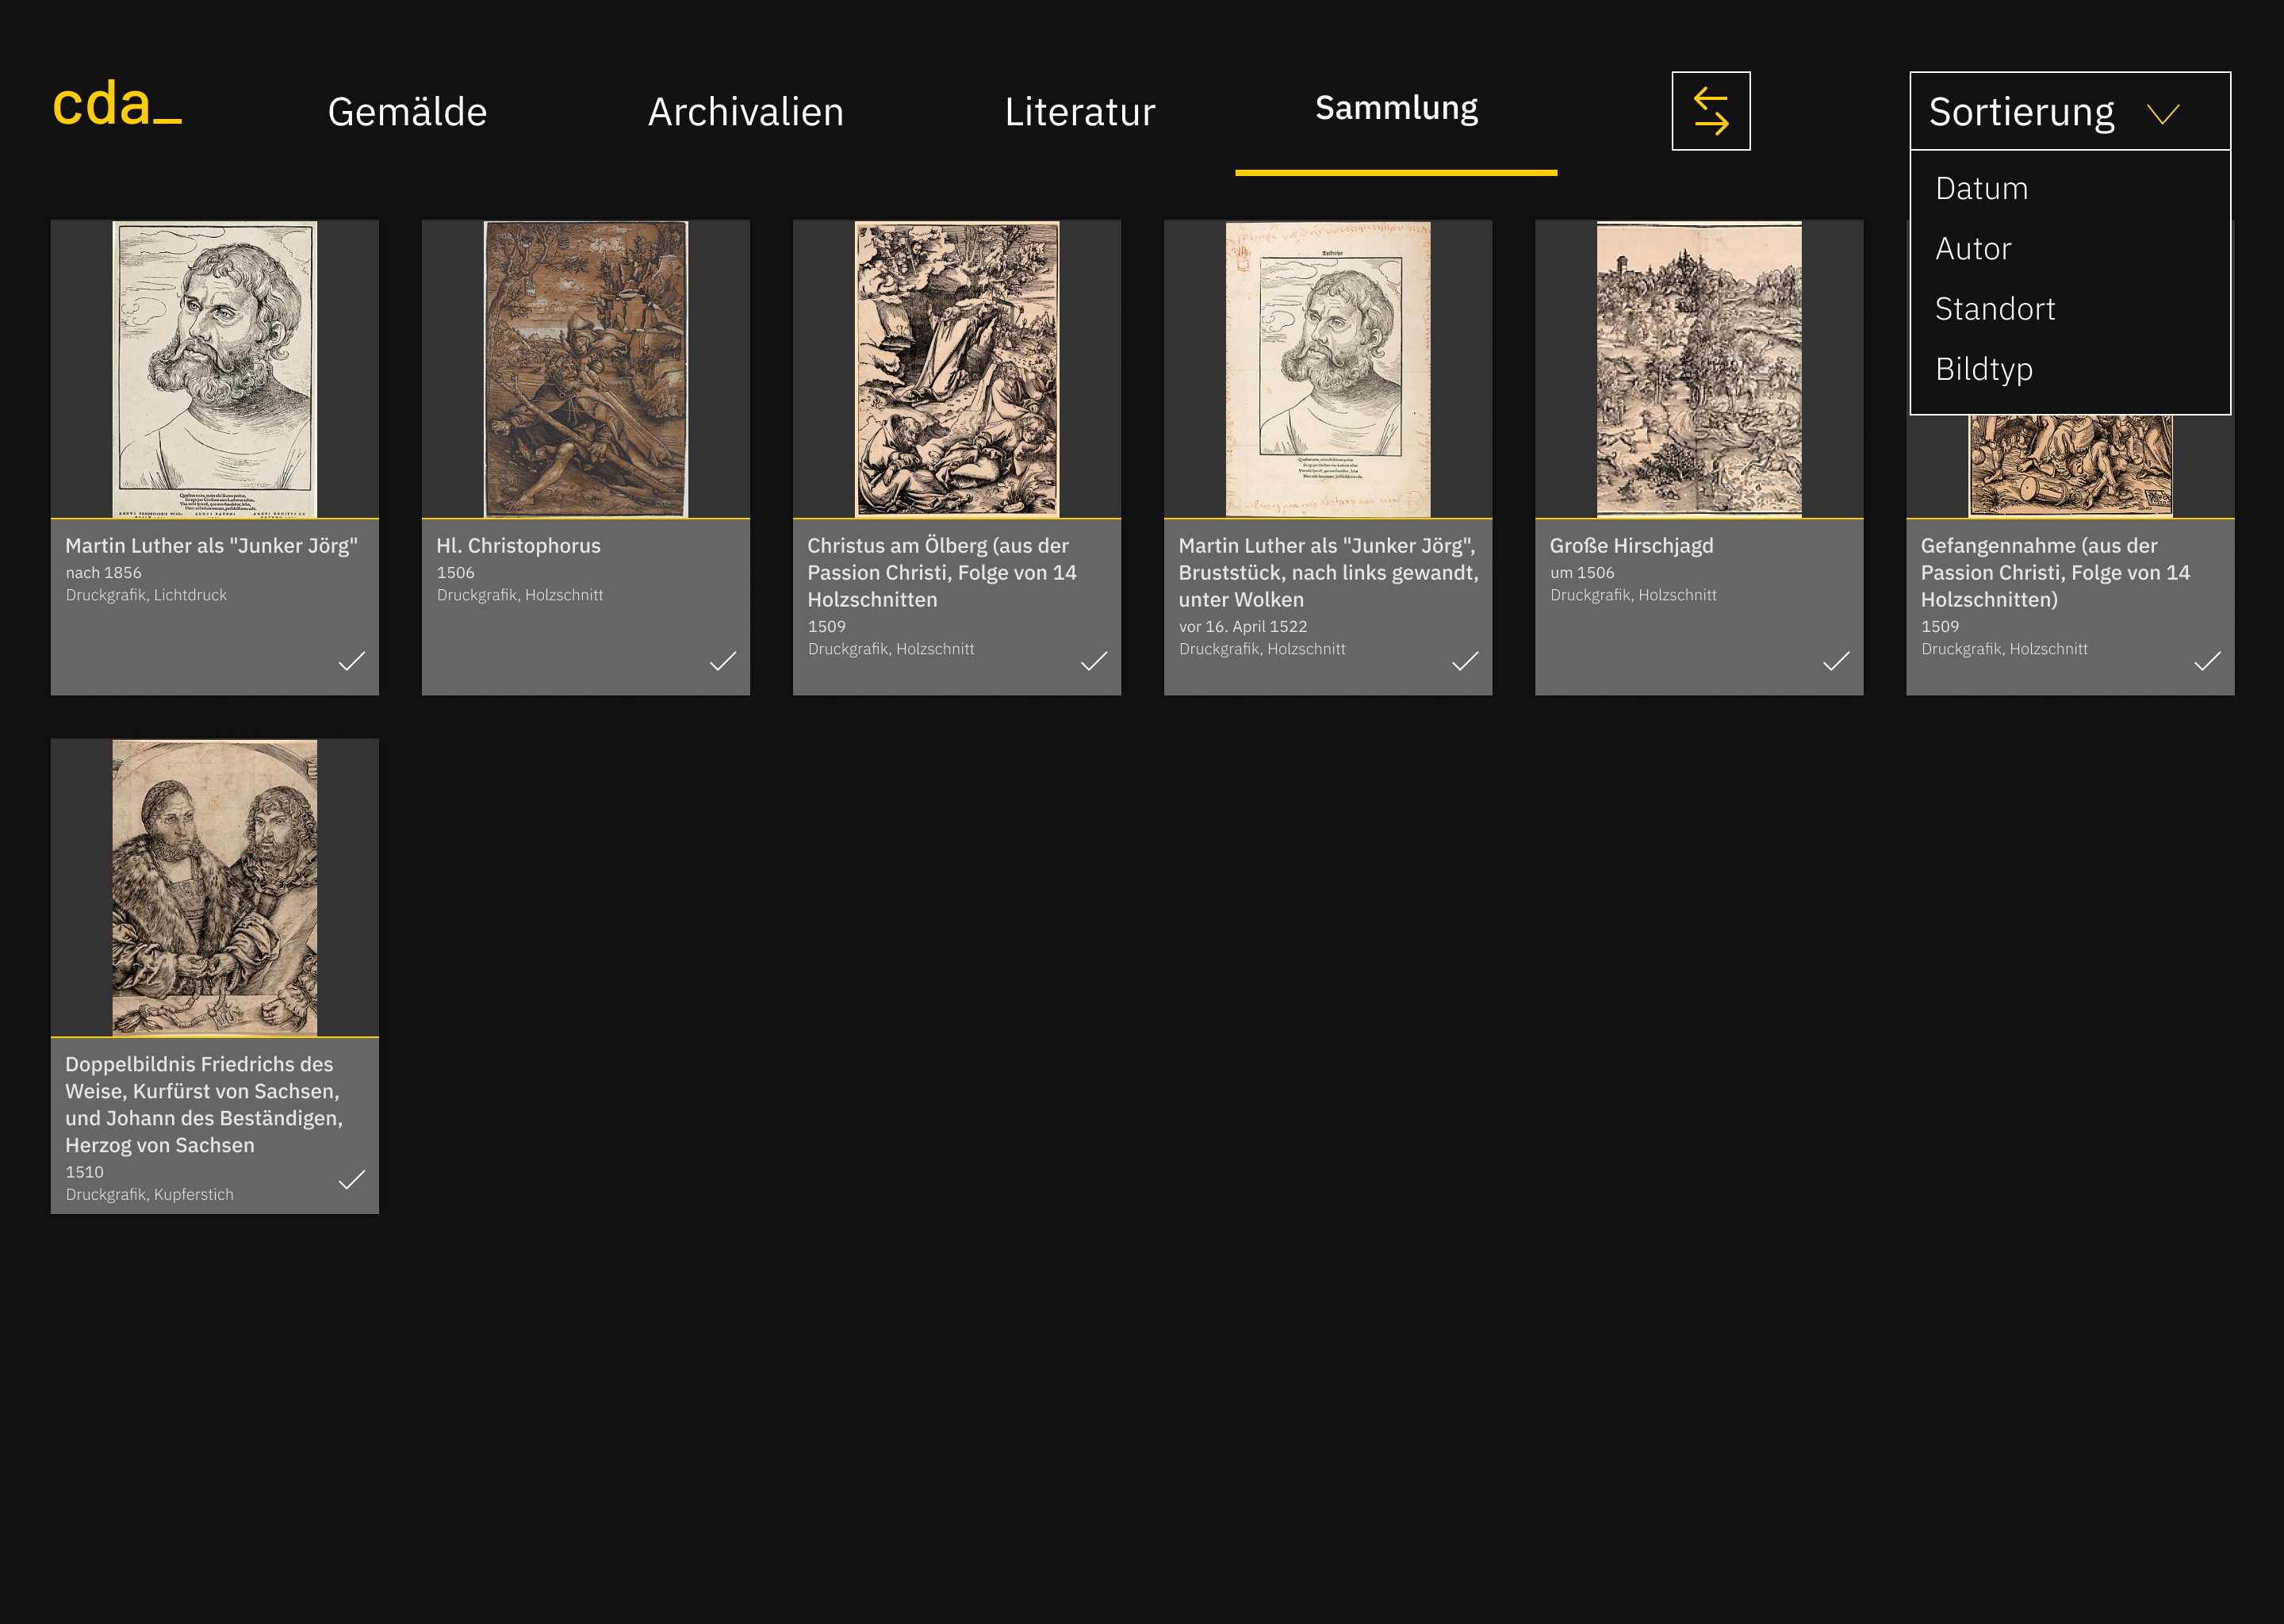 cda_
Gemälde
Archivalien
Literatur
Sammlung
Sortierung
Datum
Autor
Standort
Bildtyp
Martin Luther als "Junker Jörg"
nach 1856
Druckgrafik, Lichtdruck
Hl. Christophorus
1506
Druckgrafik, Holzschnitt
Christus am Ölberg (aus der
Passion Christi, Folge von 14
Holzschnitten
1509
Druckgrafik, Holzschnitt
Martin Luther als "Junker Jörg",
Bruststück, nach links gewandt,
unter Wolken
vor 16. April 1522
Druckgrafik, Holzschnitt
Große Hirschjagd
um 1506
Druckgrafik, Holzschnitt
Gefangennahme (aus der
Passion Christi, Folge von 14
Holzschnitten)
1509
Druckgrafik, Holzschnitt
Doppelbildnis Friedrichs des
Weise, Kurfürst von Sachsen,
und Johann des Beständigen,
Herzog von Sachsen
1510
Druckgrafik, Kupferstich